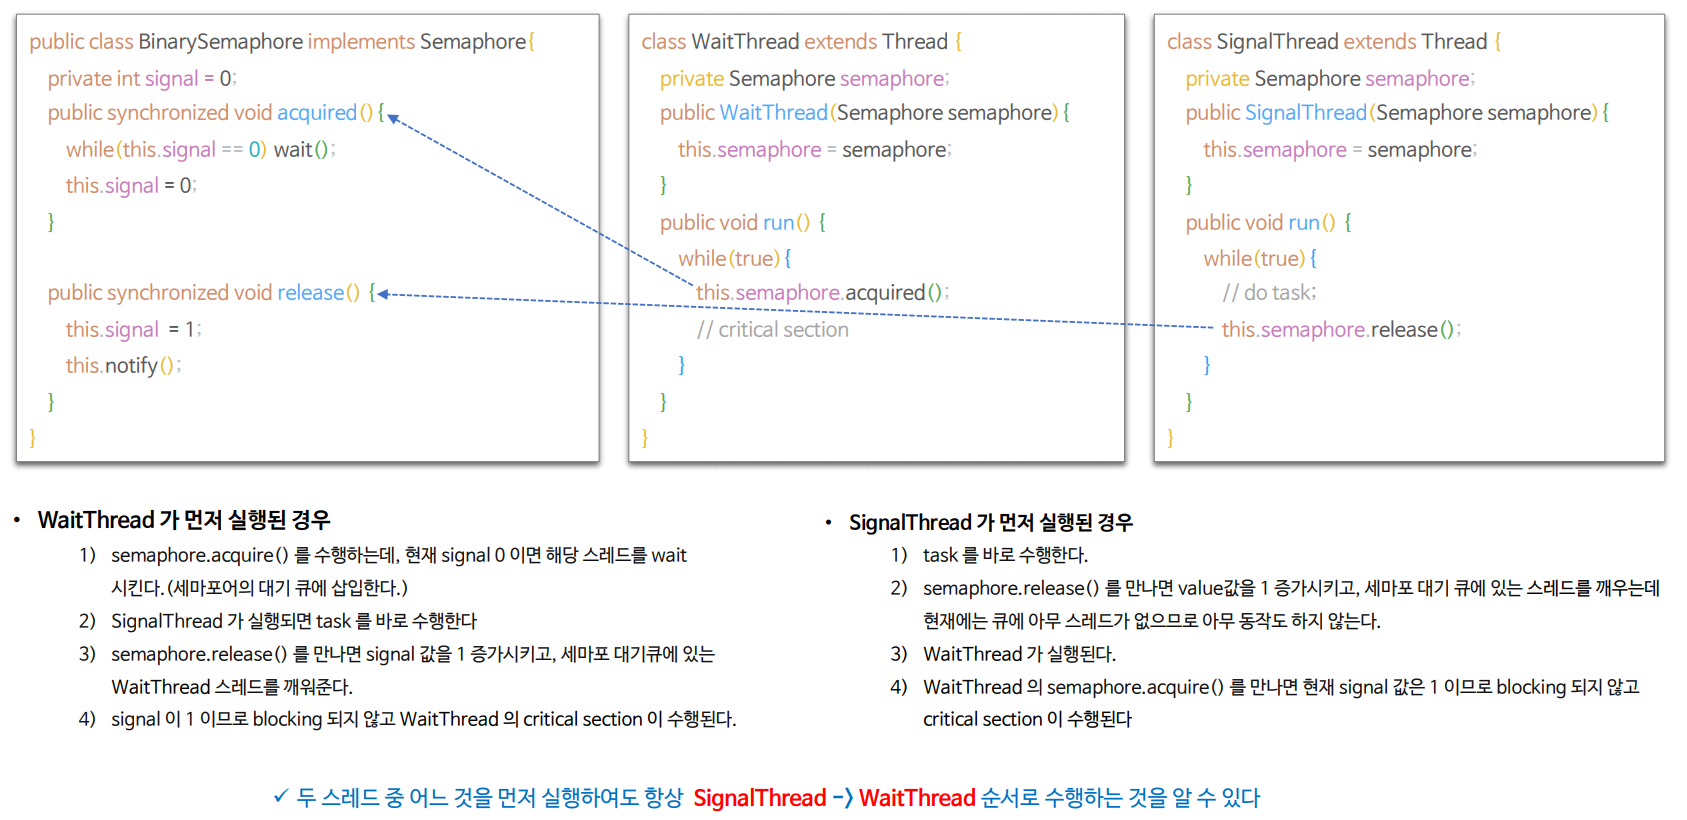 public class BinarySemaphore implements Semaphore{
private int signal = 0;
public synchronized void acquired() {
while(this.signal == 0) wait();
this.signal = 0;
}
public synchronized void release() {
this.signal = 1;
this.notify();
}
}
class WaitThread extends Thread {
private Semaphore semaphore;
public WaitThread(Semaphore semaphore) {
this.semaphore = semaphore;
}
public void run() {
while(true) {
this.semaphore.acquired();
// critical section
}
}
}
class SignalThread extends Thread {
private Semaphore semaphore;
public SignalThread(Semaphore semaphore) {
this.semaphore = semaphore;
}
public void run() {
while(true) {
// do task;
this.semaphore.release();
}
}
}
• WaitThread 가 먼저 실행된 경우
1) semaphore.acquire() 를 수행하는데, 현재 signal 0 이면 해당 스레드를 wait
시킨다.(세마포어의 대기 큐에 삽입한다.)
2) SignalThread 가 실행되면 task 를 바로 수행한다
3) semaphore.release() 를 만나면 signal 값을 1 증가시키고, 세마포 대기큐에 있는
WaitThread 스레드를 깨워준다.
4) signal 이 1 이므로 blocking 되지 않고 WaitThread 의 critical section 이 수행된다.
• SignalThread 가 먼저 실행된 경우
1) task 를 바로 수행한다.
2) semaphore.release() 를 만나면 value값을 1 증가시키고, 세마포 대기 큐에 있는 스레드를 깨우는데
현재에는 큐에 아무 스레드가 없으므로 아무 동작도 하지 않는다.
3) WaitThread 가 실행된다.
4) WaitThread 의 semaphore.acquire() 를 만나면 현재 signal 값은 1 이므로 blocking 되지 않고
critical section 이 수행된다
✓ 두 스레드 중 어느 것을 먼저 실행하여도 항상 SignalThread -> WaitThread 순서로 수행하는 것을 알 수 있다